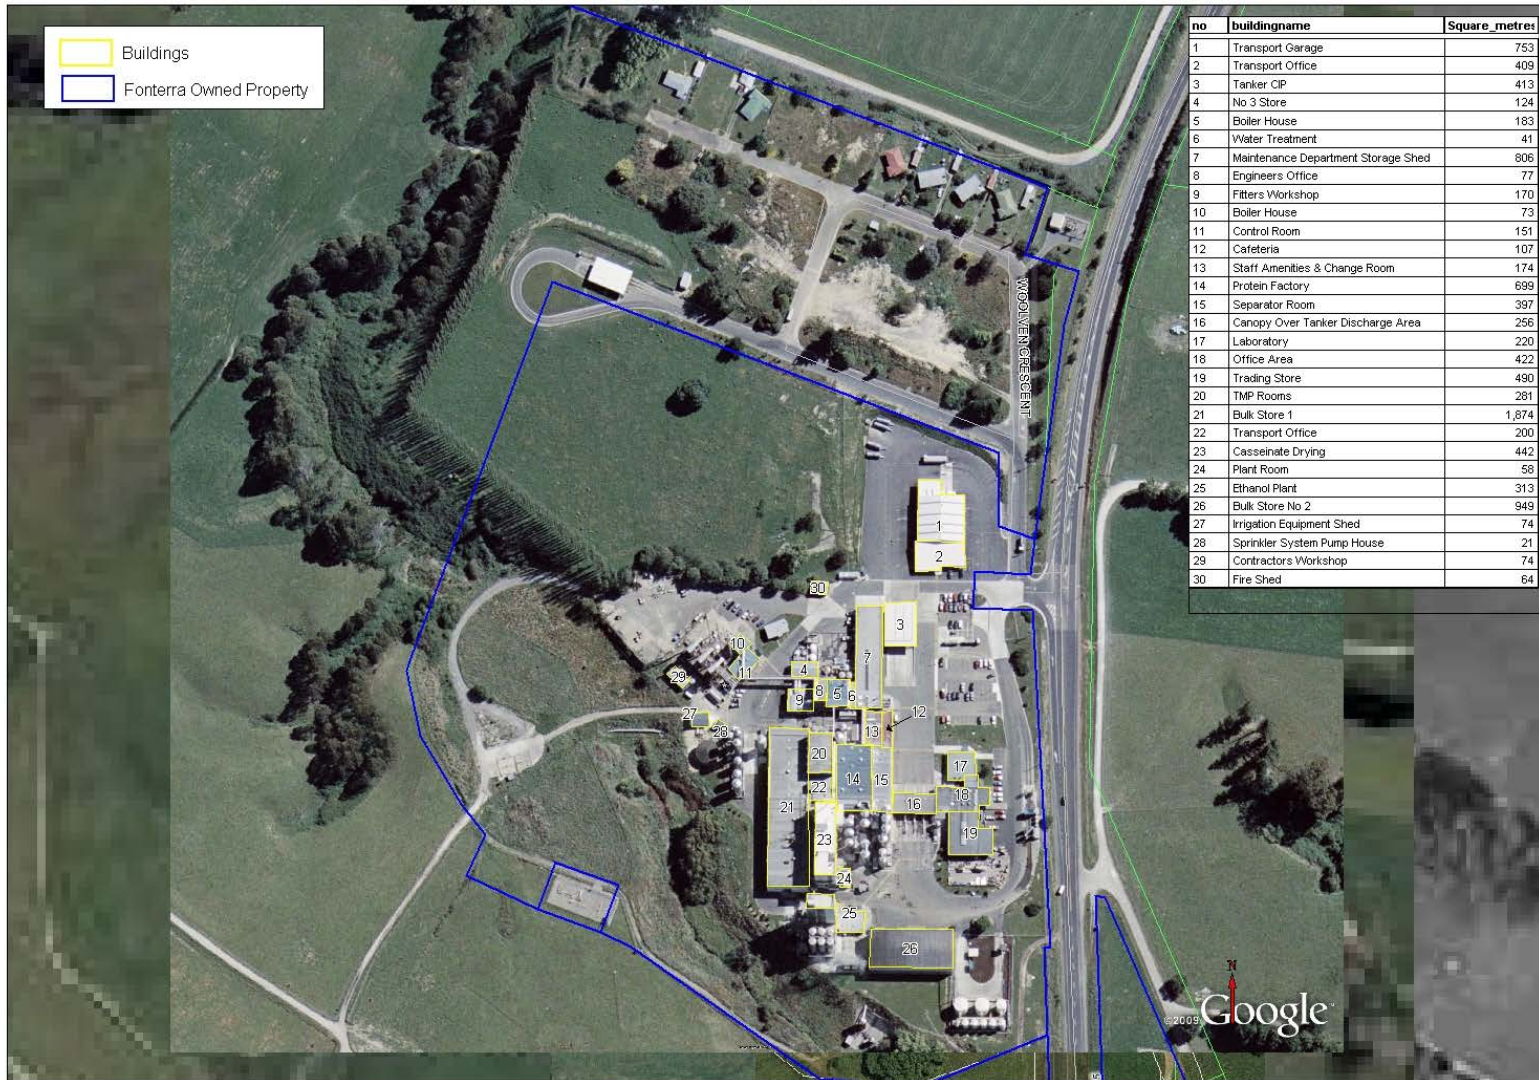 Buildings
Fonterra Owned Property
no buildingname Square_metres
1 Transport Garage 753
2 Transport Office 409
3 Tanker CIP 413
4 No 3 Store 124
5 Boiler House 183
6 Water Treatment 41
7 Maintenance Department Storage Shed 806
8 Engineers Office 77
9 Fitters Workshop 170
10 Boiler House 73
11 Control Room 151
12 Cafeteria 107
13 Staff Amenities & Change Room 174
14 Protein Factory 699
15 Separator Room 397
16 Canopy Over Tanker Discharge Area 256
17 Laboratory 220
18 Office Area 422
19 Trading Store 490
20 TMP Rooms 281
21 Bulk Store 1 1,874
22 Transport Office 200
23 Casseinate Drying 442
24 Plant Room 58
25 Ethanol Plant 313
26 Bulk Store No 2 949
27 Irrigation Equipment Shed 74
28 Sprinkler System Pump House 21
29 Contractors Workshop 74
30 Fire Shed 64
WOOLVEN CRESCENT
1
2
30
3
10
7
11
4
29
8
5
6
9
12
27
13
28
20
17
14
15
22
18
21
16
19
23
24
25
26
N
©2009 Google